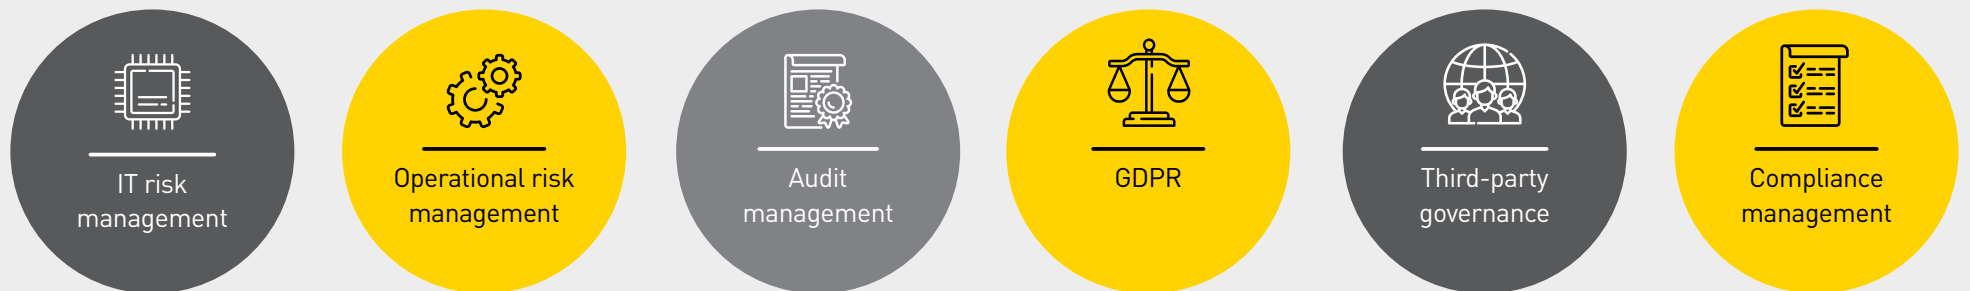 IT risk
management
Operational risk
management
Audit
management
GDPR
Third-party
governance
Compliance
management